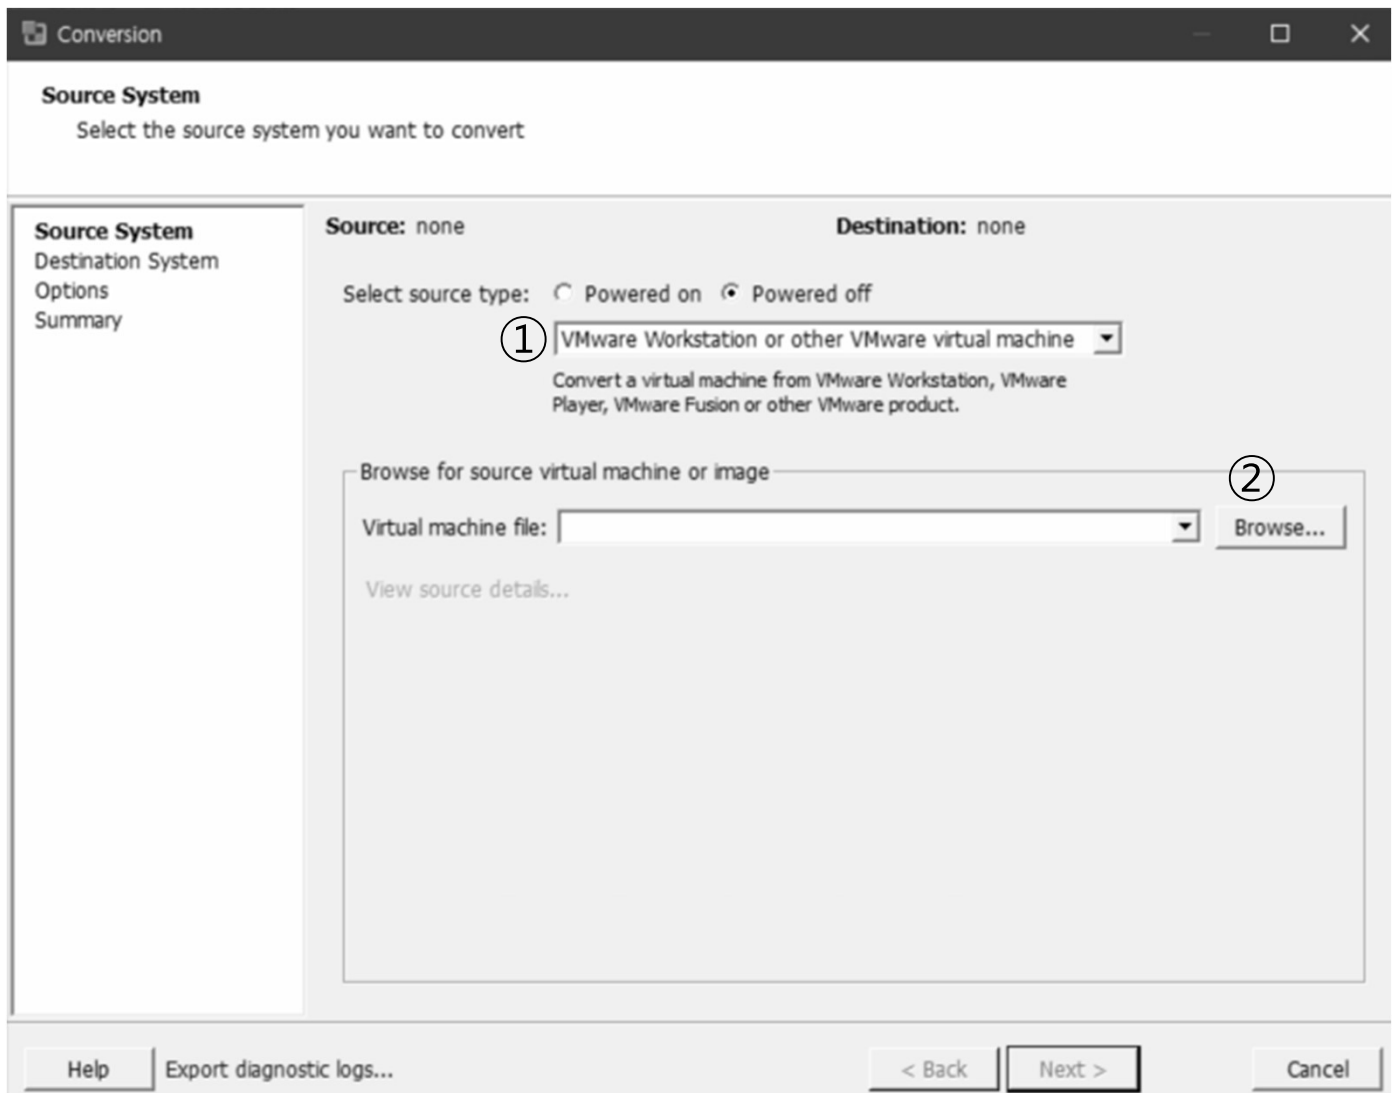 Conversion
Source System
Select the source system you want to convert
Source System
Destination System
Options
Summary
Source: none
Destination: none
Select source type: Powered on Powered off
① VMware Workstation or other VMware virtual machine
Convert a virtual machine from VMware Workstation, VMware
Player, VMware Fusion or other VMware product.
Browse for source virtual machine or image
②
Virtual machine file: Browse...
View source details...
Help Export diagnostic logs... < Back Next > Cancel